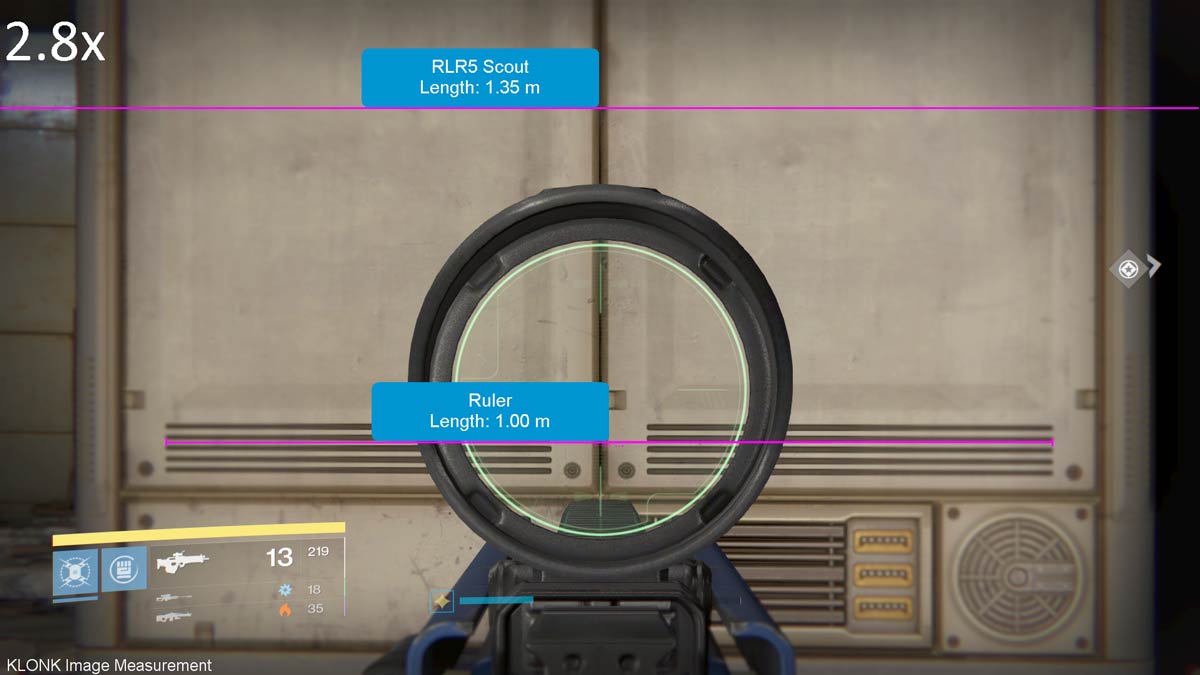 2.8x
RLR5 Scout
Length: 1.35 m
Ruler
Length: 1.00 m
13 219
18
35
KLONK Image Measurement